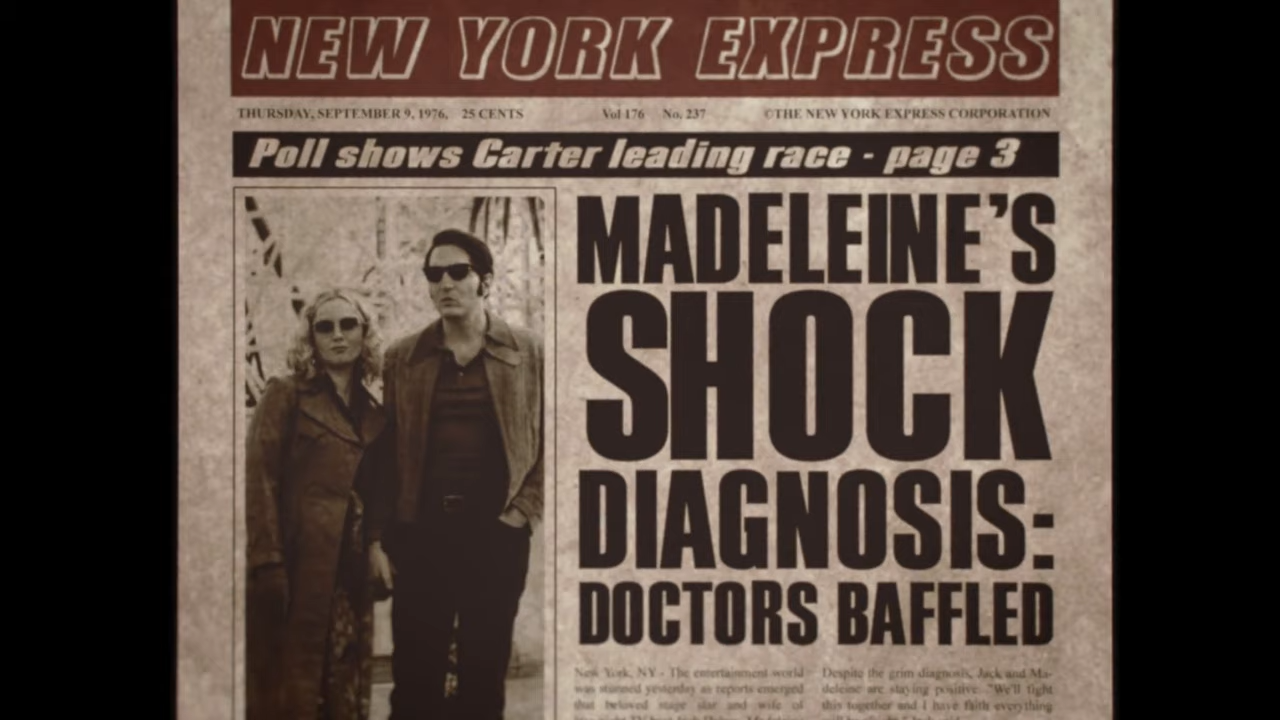 NEW YORK EXPRESS
THURSDAY, SEPTEMBER 9, 1976, 25 CENTS Vol 176 No. 237 ©THE NEW YORK EXPRESS CORPORATION
Poll shows Carter leading race - page 3
MADELEINE'S
SHOCK
DIAGNOSIS:
DOCTORS BAFFLED
New York, NY - The entertainment world
was stunned yesterday as reports emerged
that beloved stage star and wife of
Despite the grim diagnosis, Jack and Ma-
deleine are staying positive. "We'll fight
this together and I have faith everything